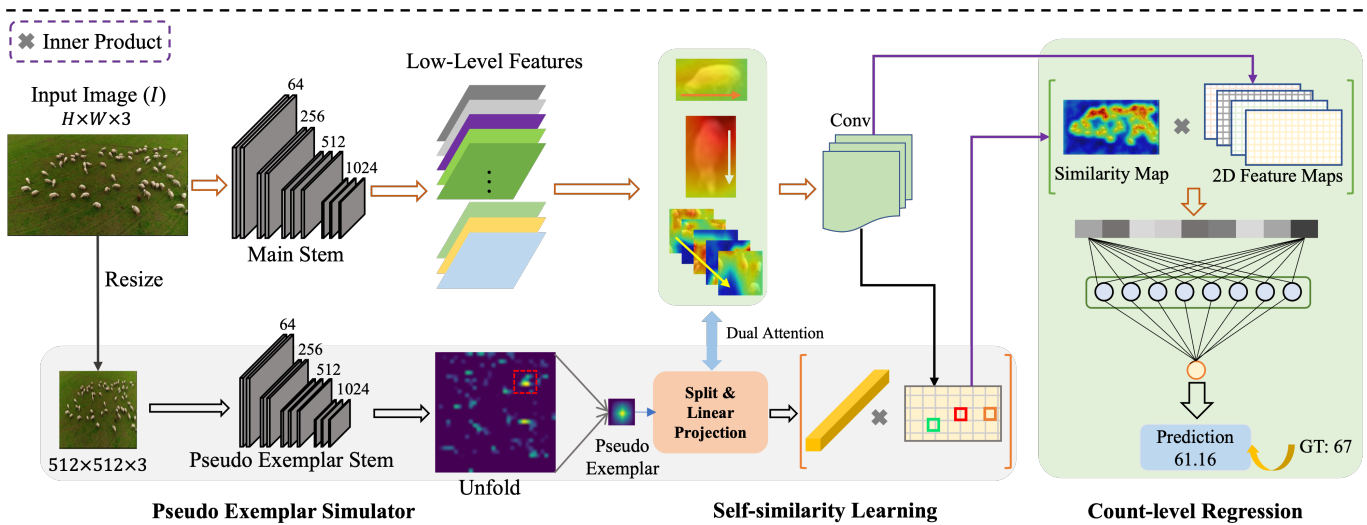 Inner Product
Input Image (I)
H×W×3
64
256
512
1024
Main Stem
Low-Level Features
Conv
Similarity Map
2D Feature Maps
Resize
Dual Attention
512×512×3
64
256
512
1024
Pseudo Exemplar Stem
Unfold
Pseudo
Exemplar
Split &
Linear
Projection
Prediction
61.16
GT: 67
Pseudo Exemplar Simulator
Self-similarity Learning
Count-level Regression